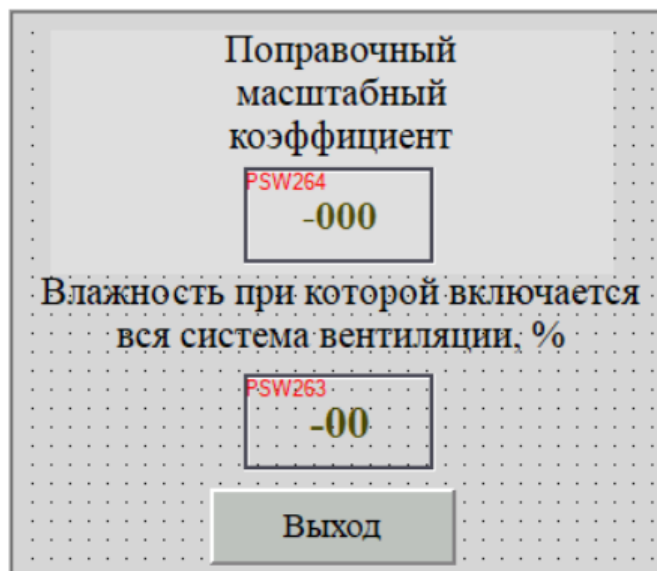 Поправочный
масштабный
коэффициент
PSW264
-000
Влажность при которой включается
вся система вентиляции, %
PSW263
-00
Выход